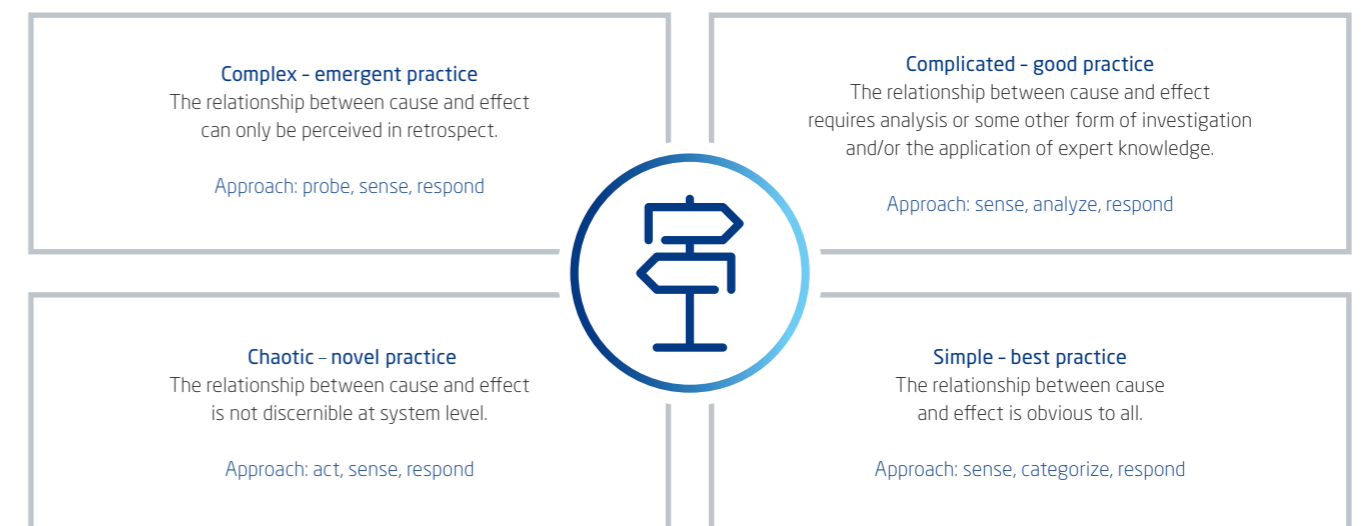 Complex – emergent practice
The relationship between cause and effect
can only be perceived in retrospect.
Approach: probe, sense, respond
Complicated – good practice
The relationship between cause and effect
requires analysis or some other form of investigation
and/or the application of expert knowledge.
Approach: sense, analyze, respond
Chaotic – novel practice
The relationship between cause and effect
is not discernible at system level.
Approach: act, sense, respond
Simple – best practice
The relationship between cause
and effect is obvious to all.
Approach: sense, categorize, respond